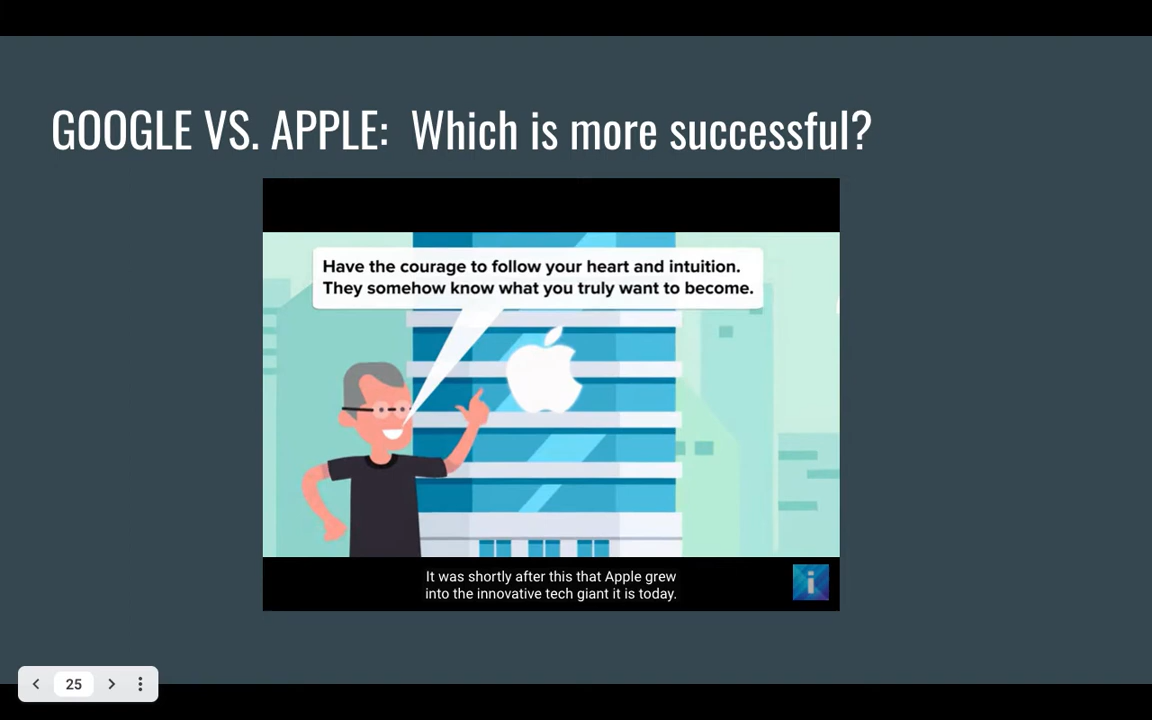 GOOGLE VS. APPLE: Which is more successful?
Have the courage to follow your heart and intuition.
They somehow know what you truly want to become.
It was shortly after this that Apple grew
into the innovative tech giant it is today.
i
25